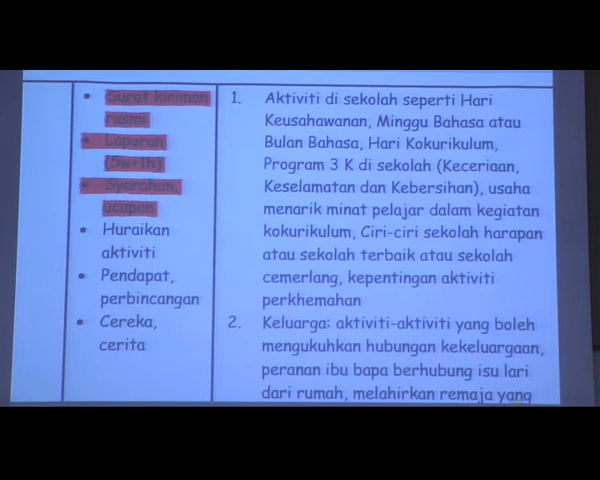 • Surat kiriman
rasmi
• Laporan
(5w+1h)
• Syarahan,
ucapan
• Huraikan
aktiviti
• Pendapat,
perbincangan
• Cereka,
cerita
1. Aktiviti di sekolah seperti Hari
Keusahawanan, Minggu Bahasa atau
Bulan Bahasa, Hari Kokurikulum,
Program 3 K di sekolah (Keceriaan,
Keselamatan dan Kebersihan), usaha
menarik minat pelajar dalam kegiatan
kokurikulum, Ciri-ciri sekolah harapan
atau sekolah terbaik atau sekolah
cemerlang, kepentingan aktiviti
perkhemahan
2. Keluarga: aktiviti-aktiviti yang boleh
mengukuhkan hubungan kekeluargaan,
peranan ibu bapa berhubung isu lari
dari rumah, melahirkan remaja yang